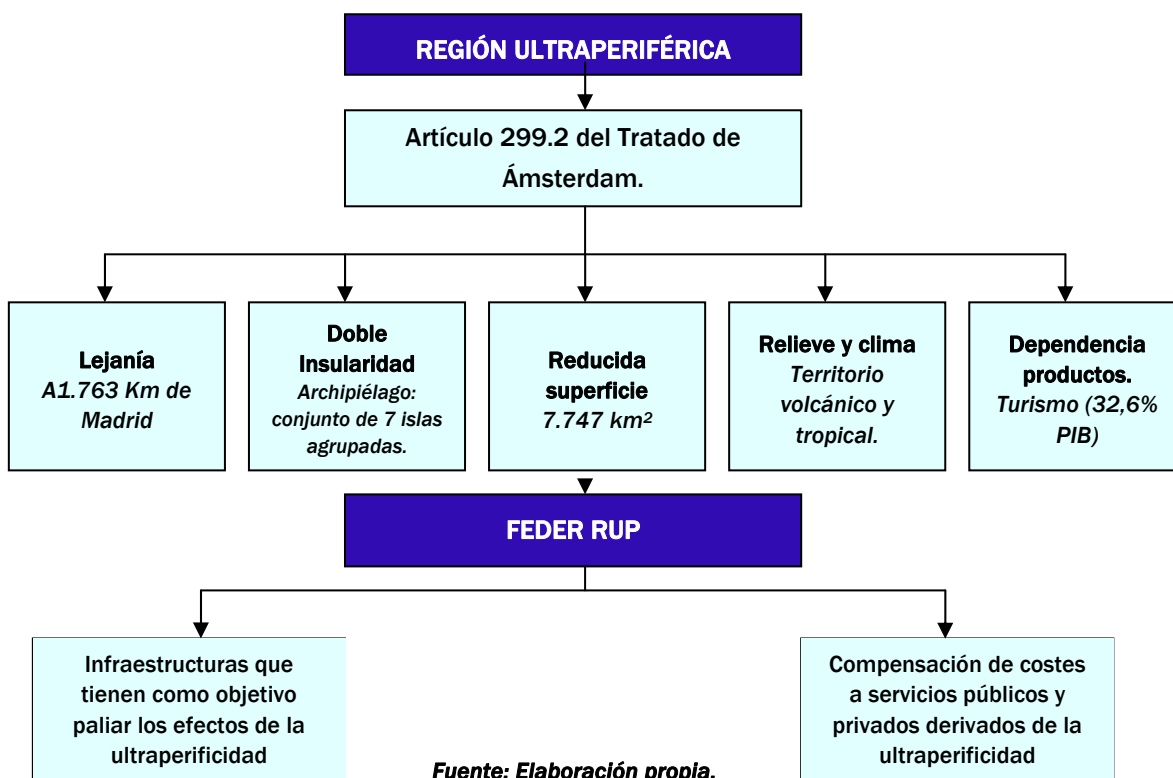 REGIÓN ULTRAPERIFÉRICA
Artículo 299.2 del Tratado de
Ámsterdam.
Lejanía
A1.763 Km de
Madrid
Doble
Insularidad
Archipiélago:
conjunto de 7 islas
agrupadas.
Reducida
superficie
7.747 km²
Relieve y clima
Territorio
volcánico y
tropical.
Dependencia
productos.
Turismo (32,6%
PIB)
FEDER RUP
Infraestructuras que
tienen como objetivo
paliar los efectos de la
ultraperificidad
Compensación de costes
a servicios públicos y
privados derivados de la
ultraperificidad
Fuente: Elaboración propia.